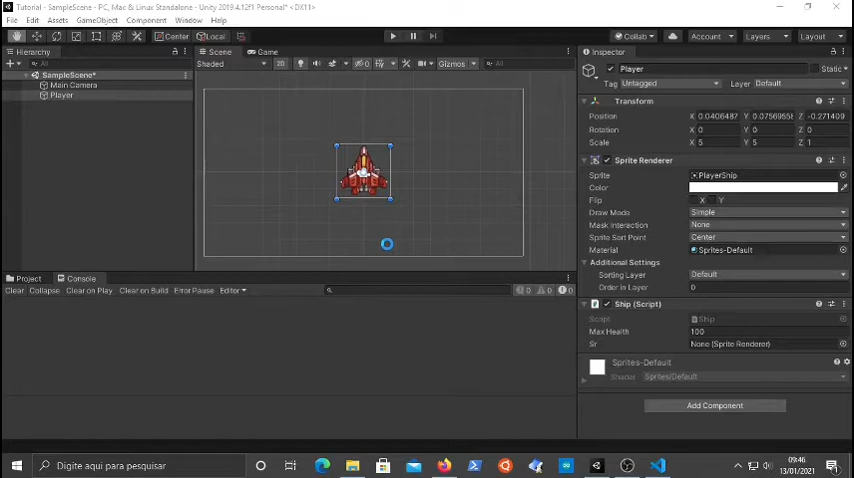 Tutorial - SampleScene - PC, Mac & Linux Standalone - Unity 2019.4.12f1 Personal* <DX11>
File Edit Assets GameObject Component Window Help
Center Local Collab Account Layers Layout
Hierarchy
All
SampleScene*
Main Camera
Player
Scene Game
Shaded 2D 0 Gizmos All
Project Console
Clear Collapse Clear on Play Clear on Build Error Pause Editor 0 0 0
Inspector
Player Static
Tag Untagged Layer Default
Transform
Position X 0.0406487 Y 0.0756955 Z -0.271409
Rotation X 0 Y 0 Z 0
Scale X 5 Y 5 Z 1
Sprite Renderer
Sprite PlayerShip
Color
Flip X Y
Draw Mode Simple
Mask Interaction None
Sprite Sort Point Center
Material Sprites-Default
Additional Settings
Sorting Layer Default
Order in Layer 0
Ship (Script)
Script Ship
Max Health 100
Sr None (Sprite Renderer)
Sprites-Default
Shader Sprites/Default
Add Component
Digite aqui para pesquisar
09:46
13/01/2021